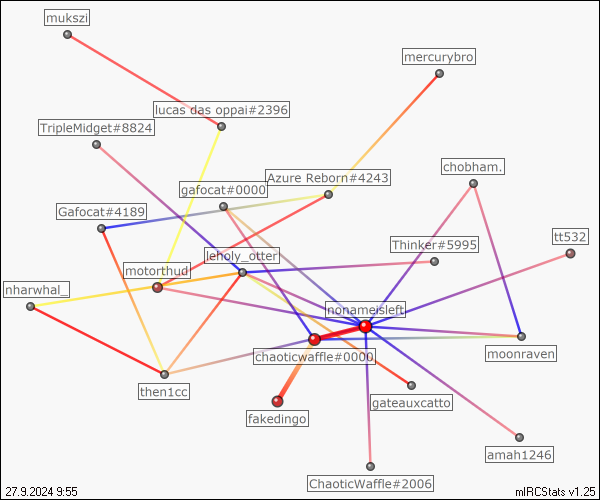 mukszi
mercurybro
lucas das oppai#2396
TripleMidget#8824
chobham.
Azure Reborn#4243
gafocat#0000
Gafocat#4189
tt532
Thinker#5995
leholy_otter
motorthud
nharwhal_
nonameisleft
chaoticwaffle#0000
moonraven
then1cc
gateauxcatto
fakedingo
amah1246
ChaoticWaffle#2006
27.9.2024 9:55
mIRCStats v1.25